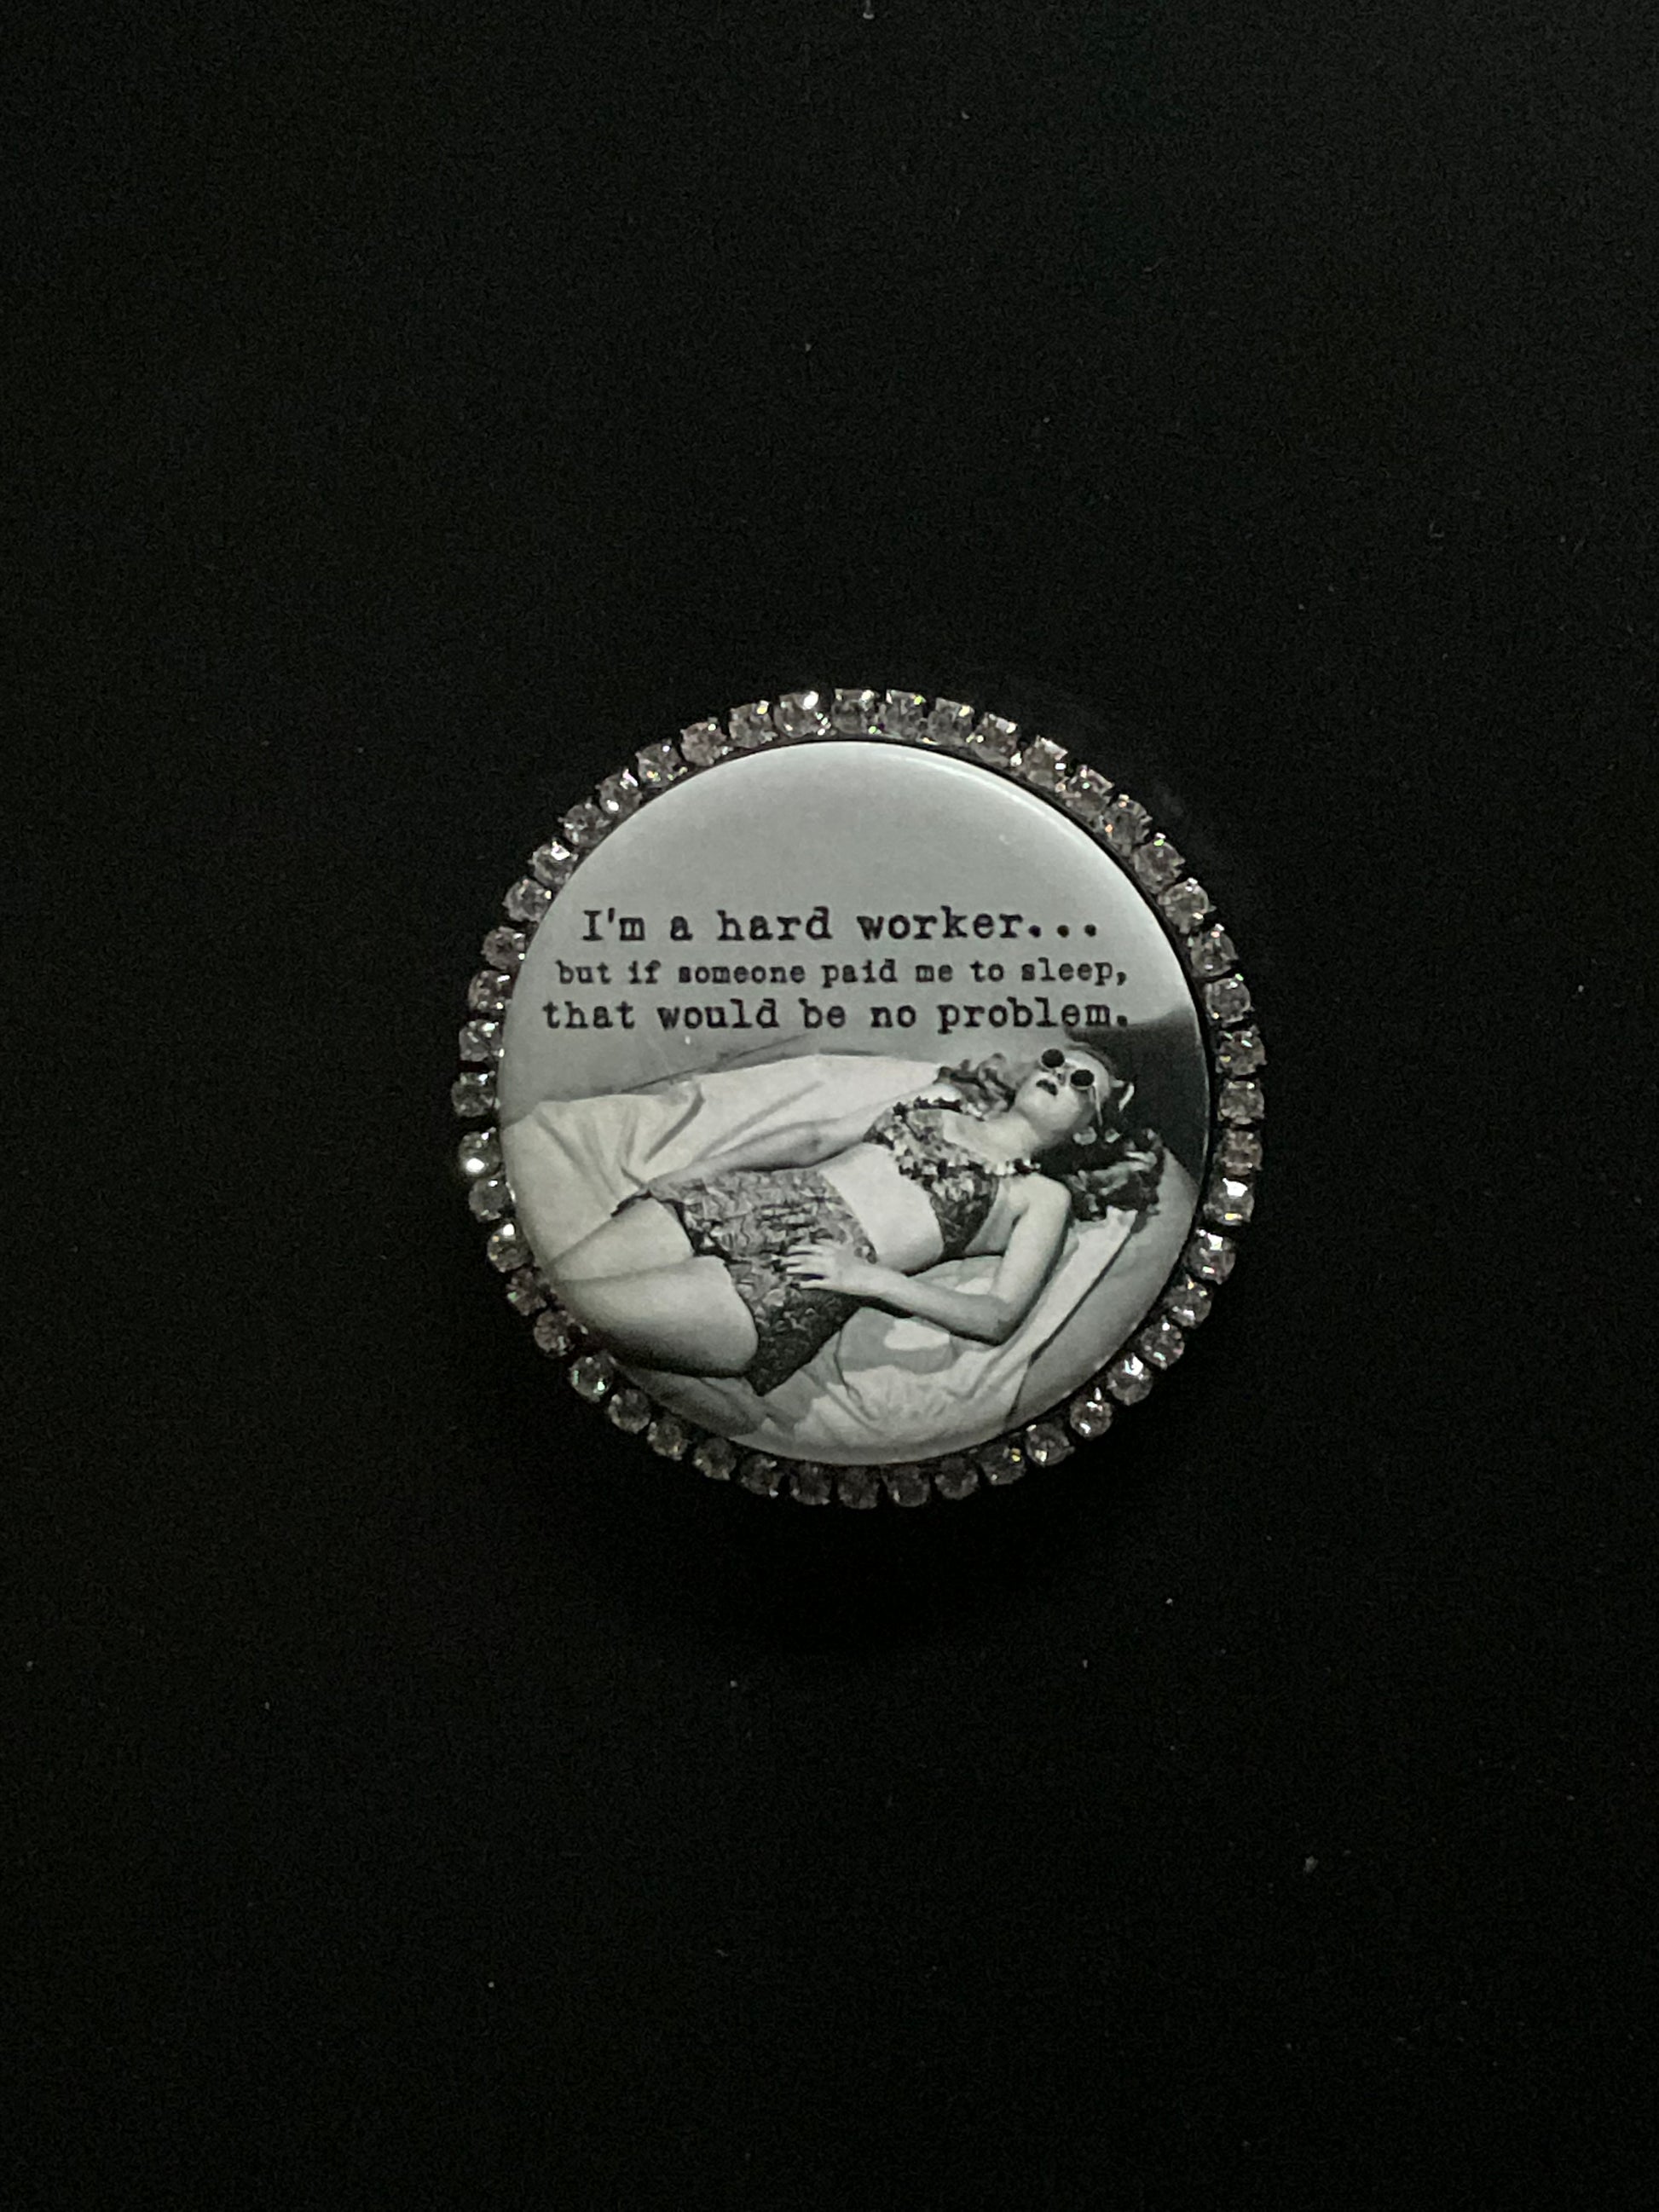 I'm a hard worker...
but if someone paid me to sleep,
that would be no problem.